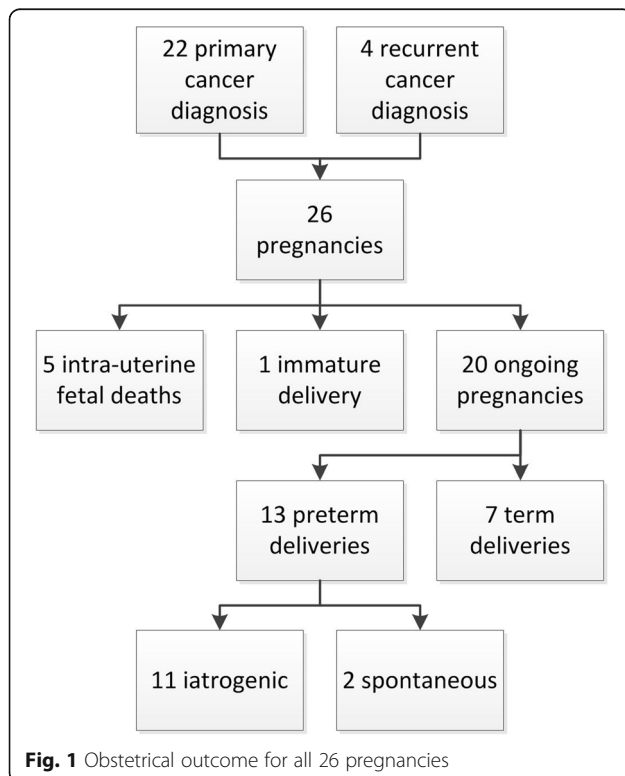 22 primary
cancer
diagnosis
4 recurrent
cancer
diagnosis
26
pregnancies
5 intra-uterine
fetal deaths
1 immature
delivery
20 ongoing
pregnancies
13 preterm
deliveries
7 term
deliveries
11 iatrogenic
2 spontaneous
Fig. 1 Obstetrical outcome for all 26 pregnancies